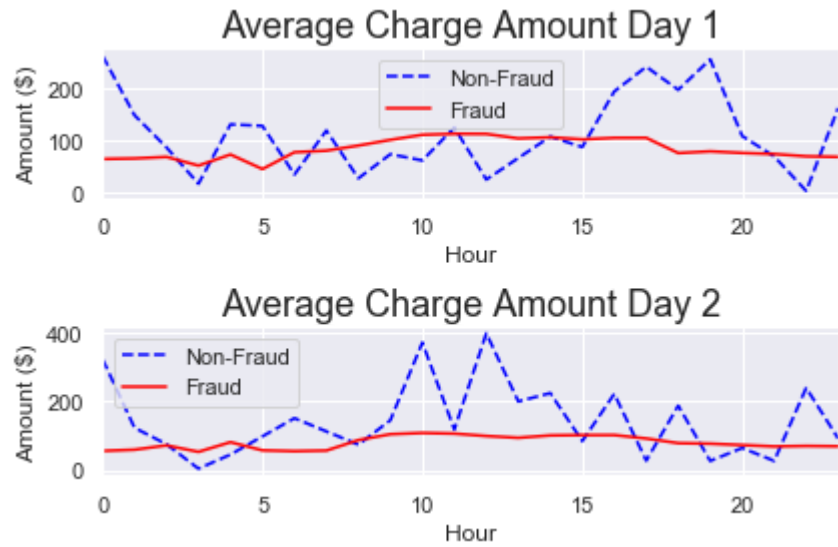 Average Charge Amount Day 1
Amount ($)
200
100
0
Non-Fraud
Fraud
0 5 10 15 20
Hour
Average Charge Amount Day 2
Amount ($)
400
200
0
Non-Fraud
Fraud
0 5 10 15 20
Hour